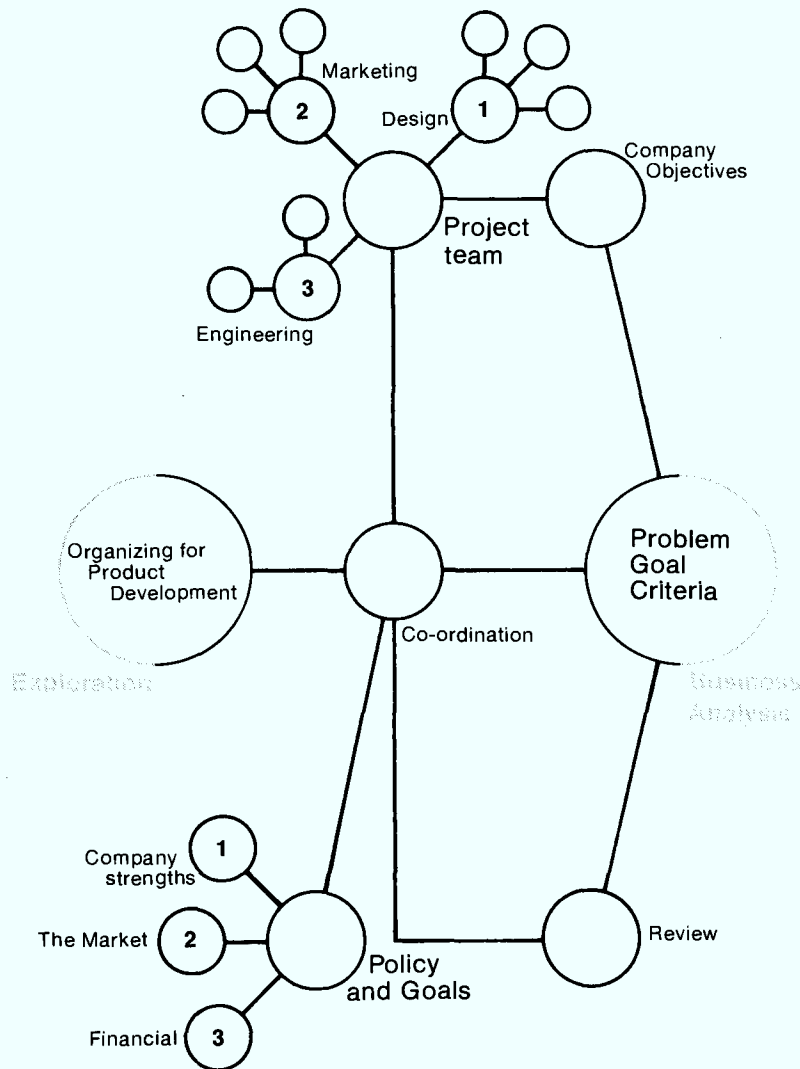 Marketing
2
Design
1
Company
Objectives
Project
team
3
Engineering
Organizing for
Product
Development
Problem
Goal
Criteria
Co-ordination
Exploration
Business
Analysis
1
Company
strengths
The Market
2
Review
Policy
and Goals
Financial
3